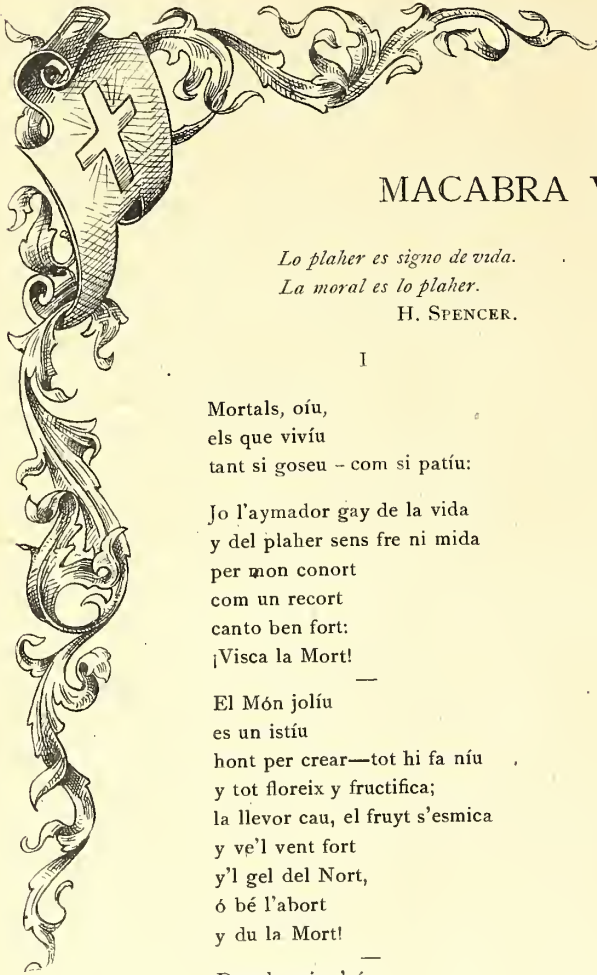 MACABRA
Lo plaher es signo de vida.
La moral es lo plaher.
H. SPENCER.
I
Mortals, oíu,
els que vivíu
tant si goseu – com si patíu:
Jo l'aymador gay de la vida
y del plaher sens fre ni mida
per mon conort
com un recort
canto ben fort:
¡Visca la Mort!
El Món jolíu
es un istíu
hont per crear—tot hi fa níu
y tot floreix y fructifica;
la llevor cau, el fruyt s'esmica
y ve'l vent fort
y'l gel del Nort,
ó bé l'abort
y du la Mort!